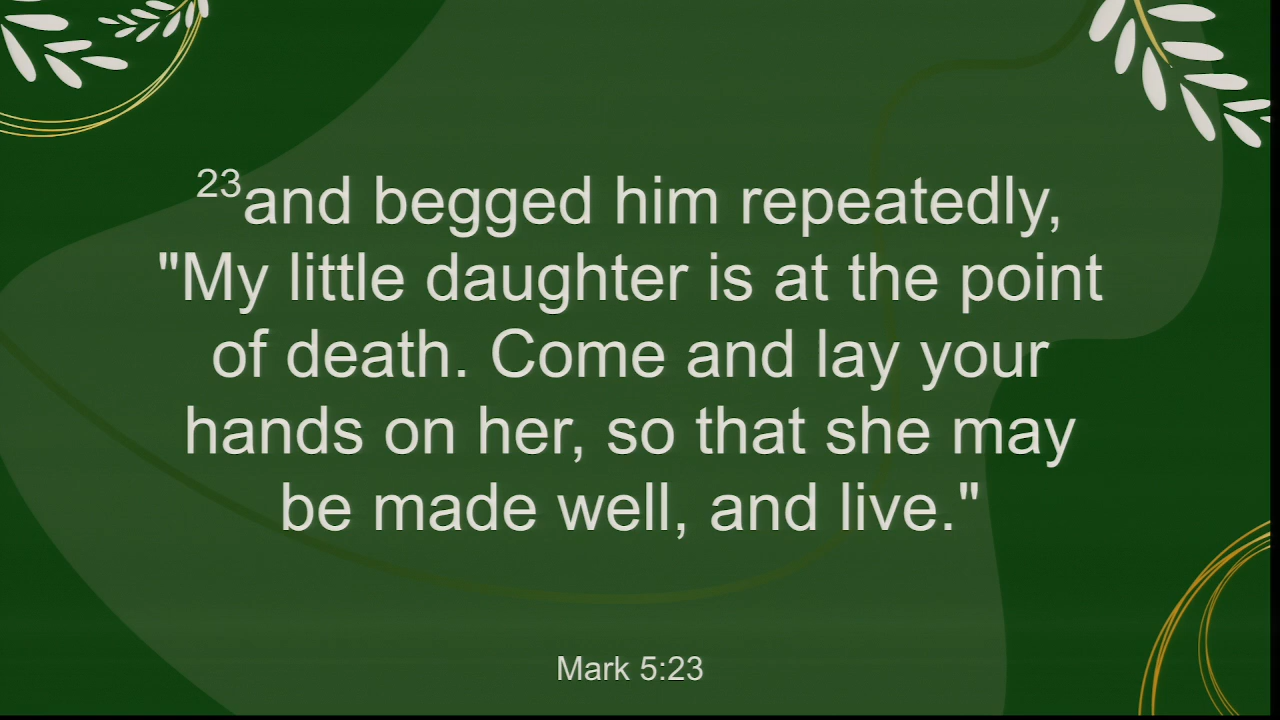 23and begged him repeatedly,
"My little daughter is at the point
of death. Come and lay your
hands on her, so that she may
be made well, and live."
Mark 5:23